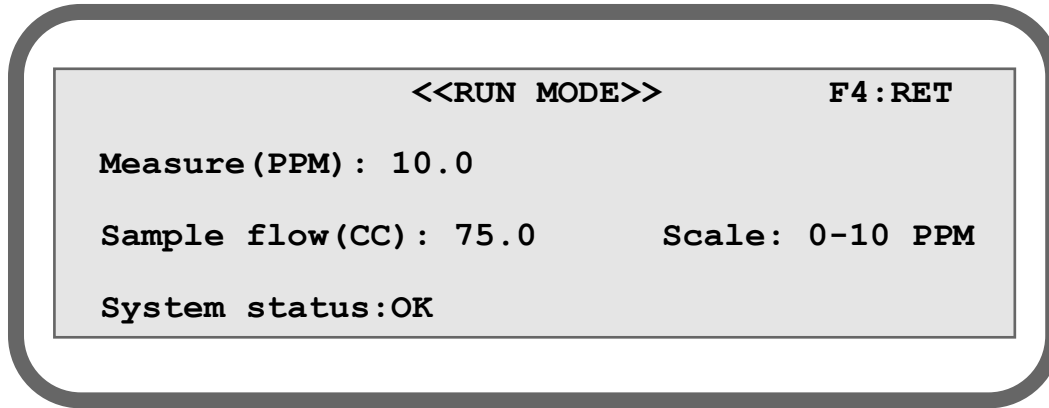 <<RUN MODE>> F4:RET
Measure(PPM): 10.0
Sample flow(CC): 75.0 Scale: 0-10 PPM
System status:OK